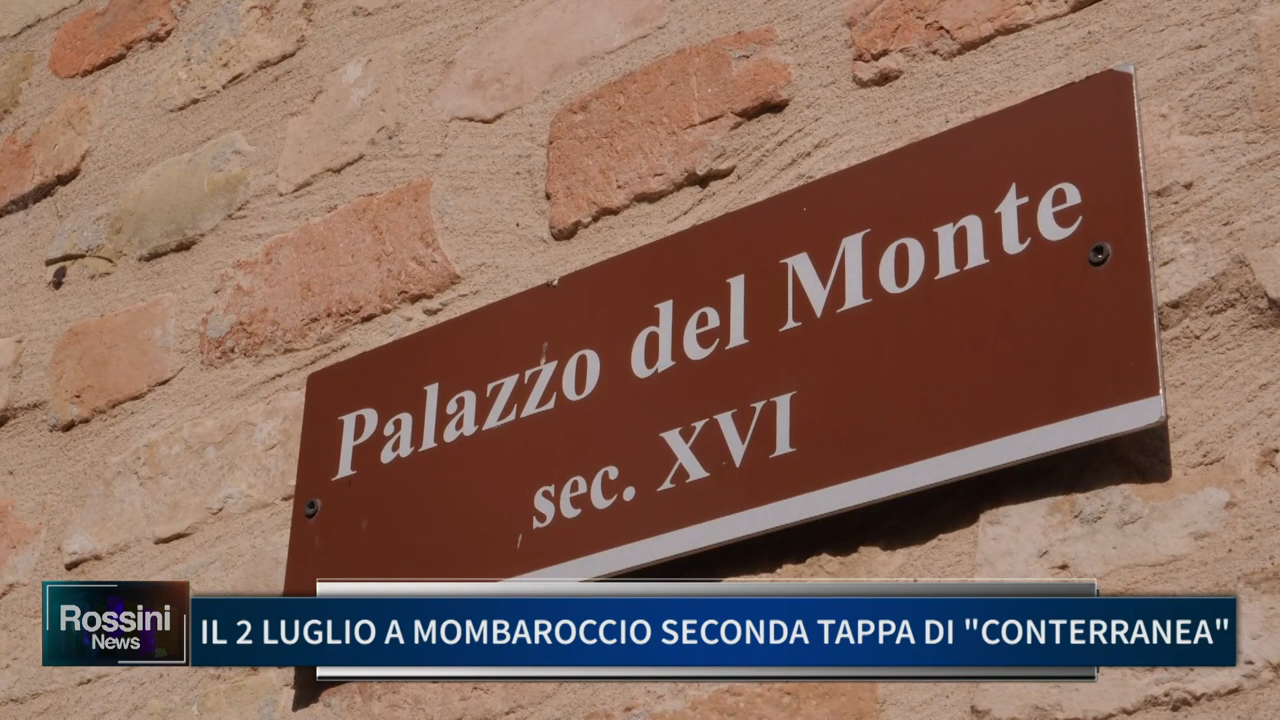 Palazzo del Monte
sec. XVI
Rossini
News
IL 2 LUGLIO A MOMBAROCCIO SECONDA TAPPA DI "CONTERRANEA"